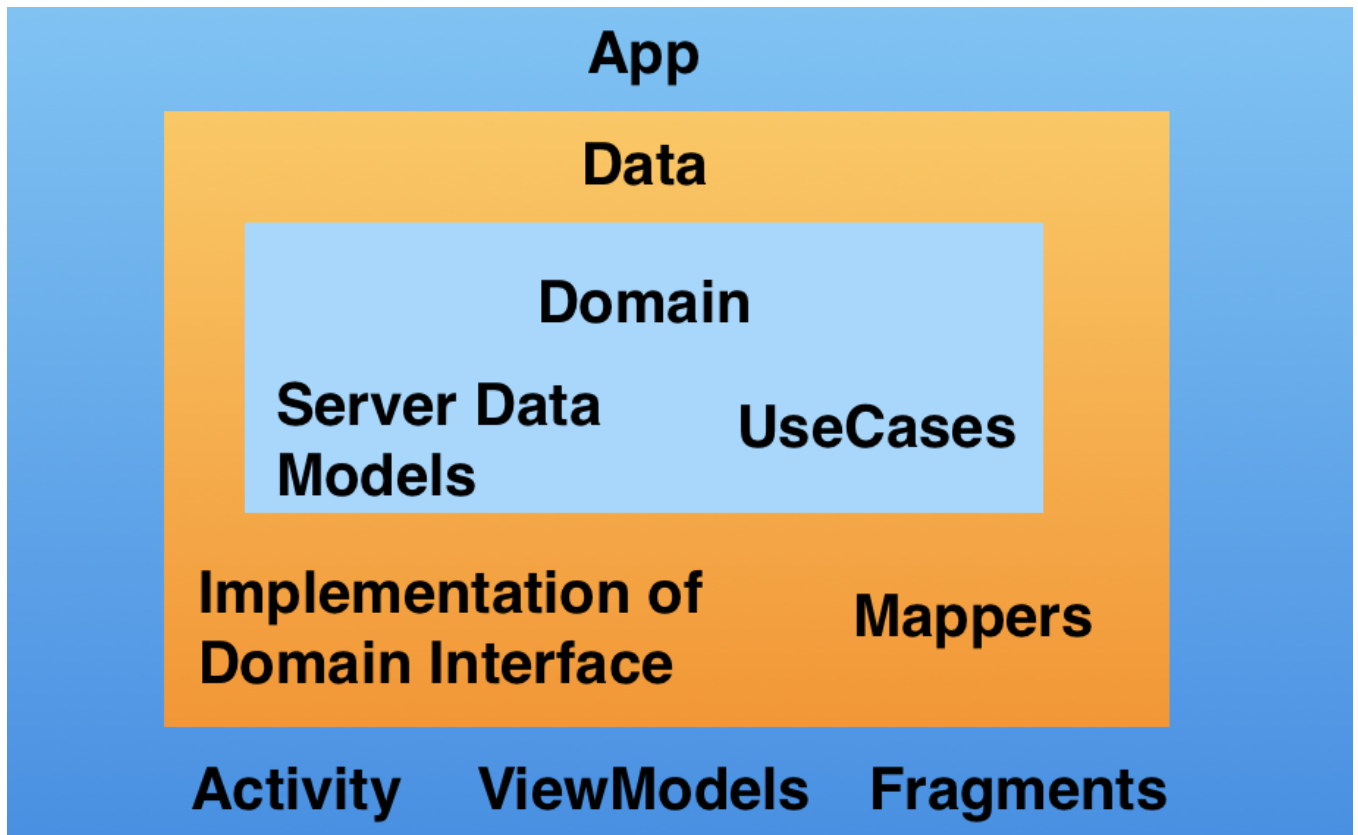 App
Data
Domain
Server Data
Models
UseCases
Implementation of
Domain Interface
Mappers
Activity ViewModels Fragments